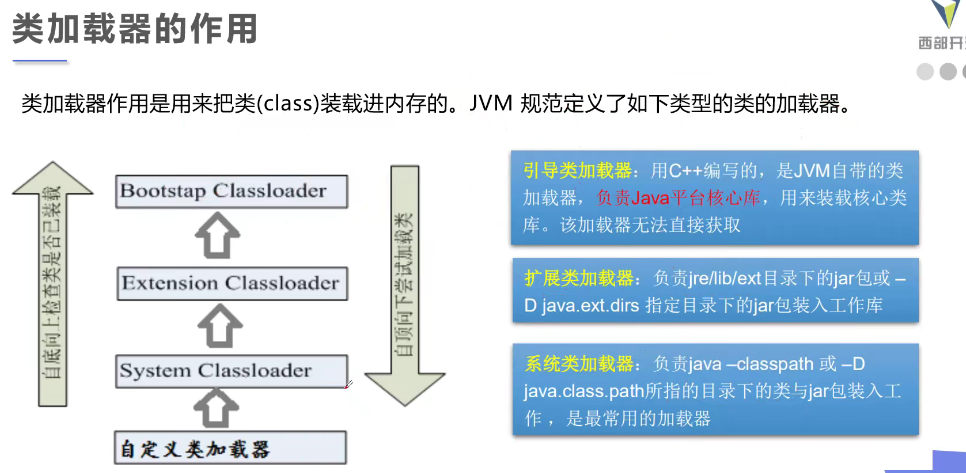 类加载器的作用
西部开
类加载器作用是用来把类(class)装载进内存的。JVM 规范定义了如下类型的类的加载器。
自底向上检查类是否已装载
Bootstap Classloader
Extension Classloader
System Classloader
自定义类加载器
自顶向下尝试加载类
引导类加载器：用C++编写的，是JVM自带的类
加载器，负责Java平台核心库，用来装载核心类
库。该加载器无法直接获取
扩展类加载器：负责jre/lib/ext目录下的jar包或 –
D java.ext.dirs 指定目录下的jar包装入工作库
系统类加载器：负责java –classpath 或 –D
java.class.path所指的目录下的类与jar包装入工
作 ，是最常用的加载器